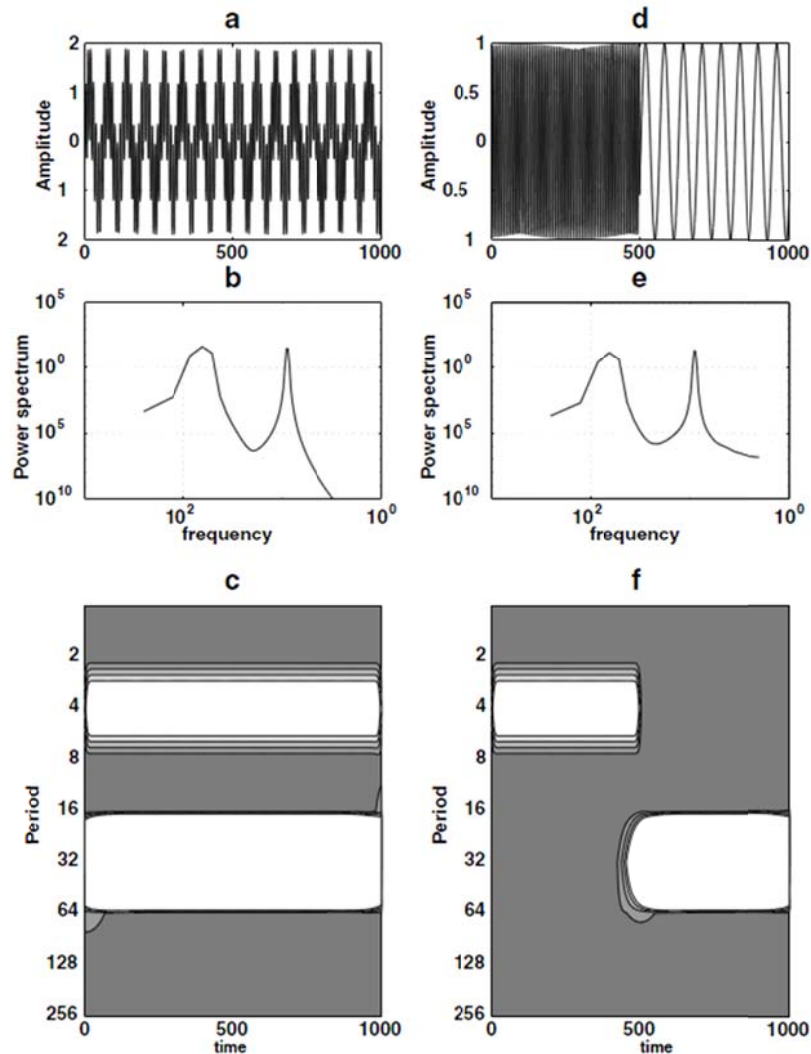 a
Amplitude
2
1
0
1
2
0 500 1000
d
Amplitude
1
0.5
0
0.5
1
0 500 1000
b
Power spectrum
10^5
10^0
10^5
10^10
10^2 10^0
frequency
e
Power spectrum
10^5
10^0
10^5
10^10
10^2 10^0
frequency
c
Period
2
4
8
16
32
64
128
256
0 500 1000
time
f
Period
2
4
8
16
32
64
128
256
0 500 1000
time